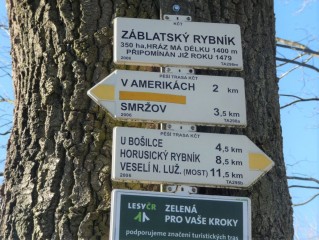 KČT
ZÁBLATSKÝ RYBNÍK
350 ha, HRÁZ MÁ DÉLKU 1400 m
PŘIPOMÍNÁN JIŽ ROKU 1479
2006
PĚŠÍ TRASA KČT
V AMERIKÁCH 2 km
SMRŽOV 3,5 km
2006
PĚŠÍ TRASA KČT
U BOŠILCE 4,5 km
HORUSICKÝ RYBNÍK 8,5 km
VESELÍ N. LUŽ. (MOST) 11,5 km
2006
LESY ČR
ZELENÁ
PRO VAŠE KROKY
podporujeme značení turistických tras